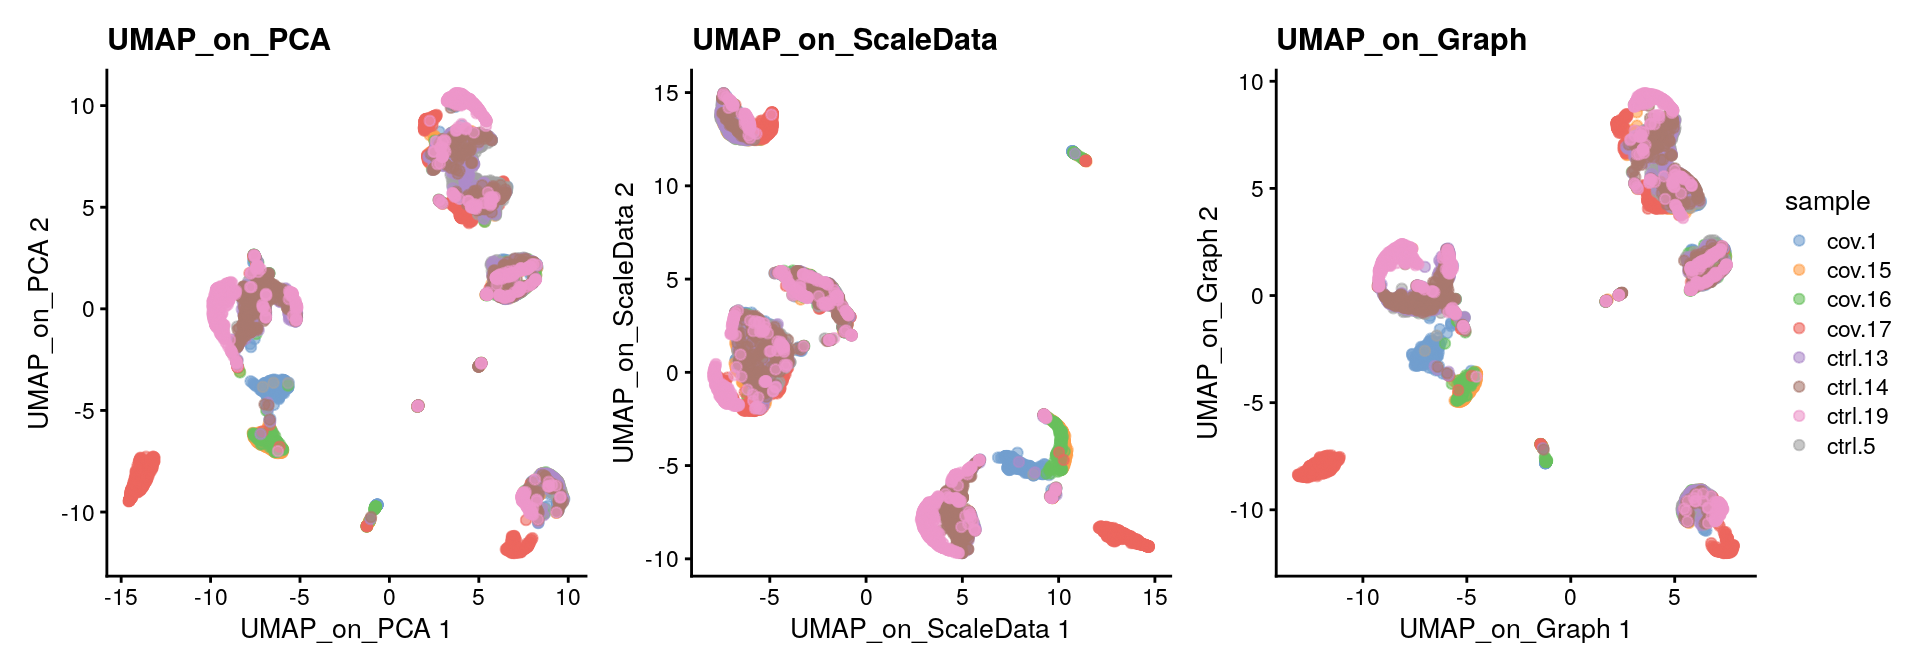 UMAP_on_PCA
UMAP_on_PCA 2
10
5
0
-5
-10
-15
-10
-5
0
5
10
UMAP_on_PCA 1
UMAP_on_ScaleData
UMAP_on_ScaleData 2
15
10
5
0
-5
-10
-5
0
5
10
15
UMAP_on_ScaleData 1
UMAP_on_Graph
UMAP_on_Graph 2
10
5
0
-5
-10
-10
-5
0
5
UMAP_on_Graph 1
sample
cov.1
cov.15
cov.16
cov.17
ctrl.13
ctrl.14
ctrl.19
ctrl.5